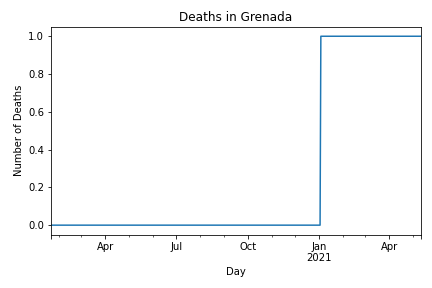 Deaths in Grenada
1.0
0.8
0.6
0.4
0.2
0.0
Number of Deaths
Apr
Jul
Oct
Jan
2021
Apr
Day